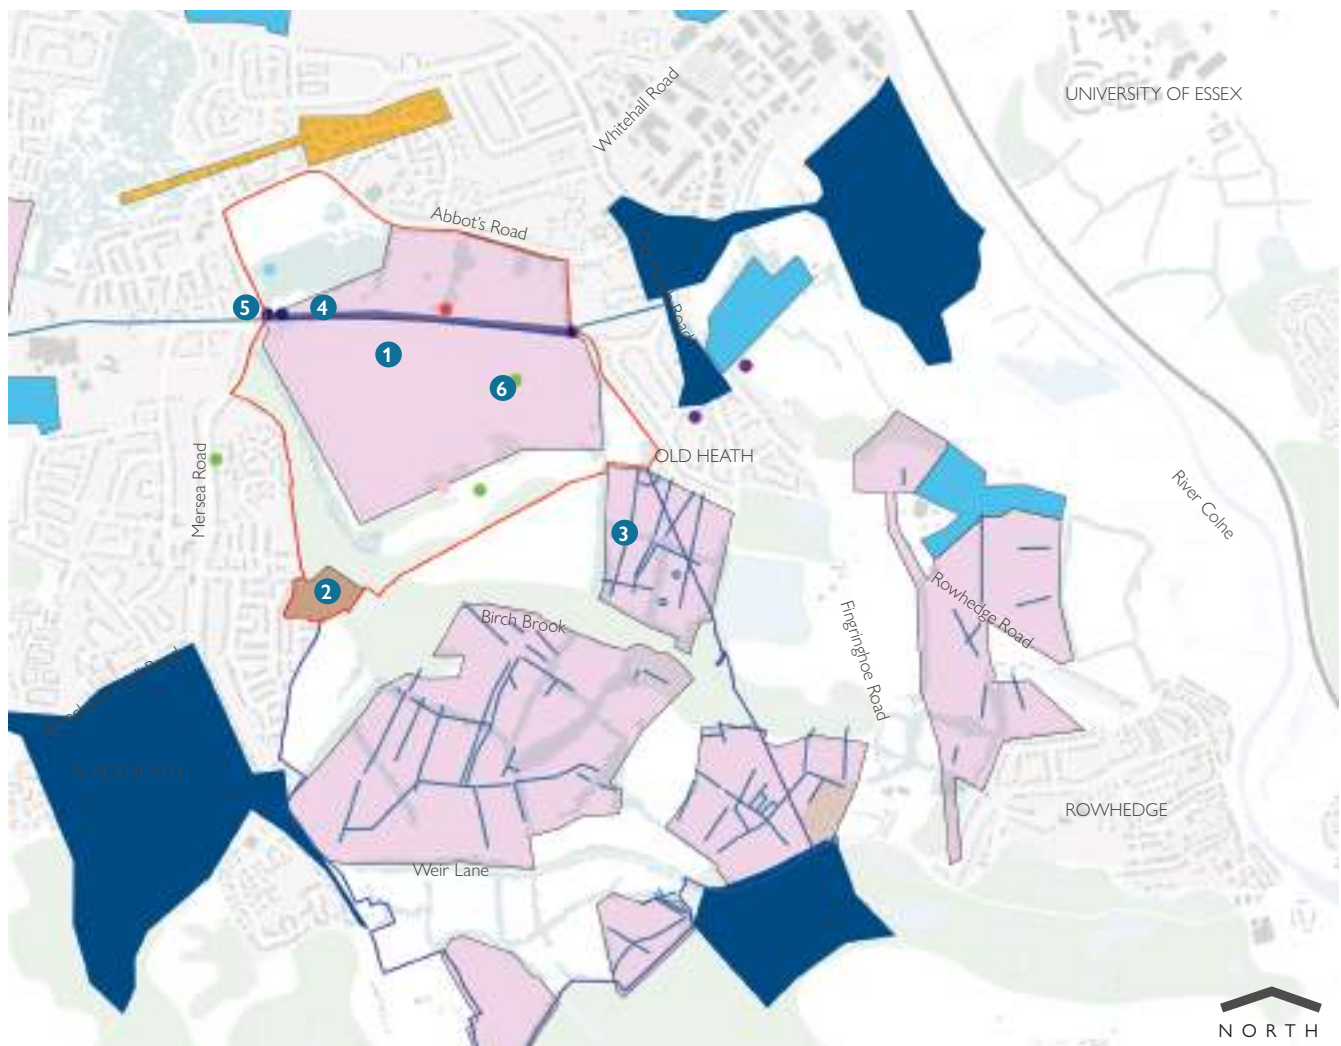 UNIVERSITY OF ESSEX
Whitehall Road
Abbot's Road
5
4
1
6
OLD HEATH
Mersea Road
River Colne
3
2
Rowhedge Road
Birch Brook
Fingringhoe Road
BLACKHEATH
ROWHEDGE
Weir Lane
NORTH